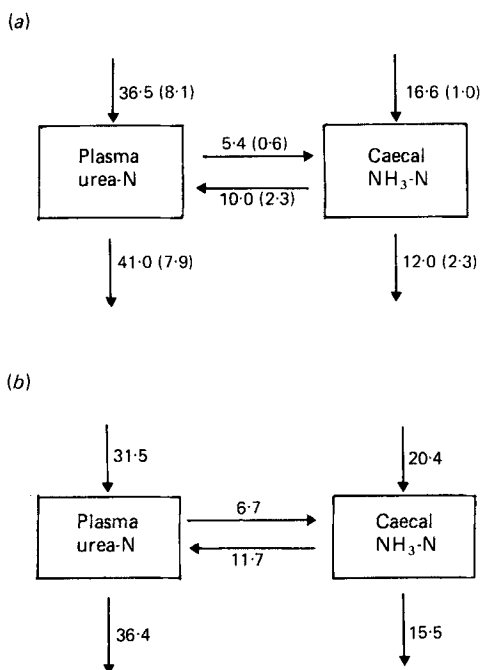 (a)
36·5 (8·1)
16·6 (1·0)
Plasma
urea-N
5·4 (0·6)
10·0 (2·3)
Caecal
NH₃-N
41·0 (7·9)
12·0 (2·3)
(b)
31·5
20·4
Plasma
urea-N
6·7
11·7
Caecal
NH₃-N
36·4
15·5